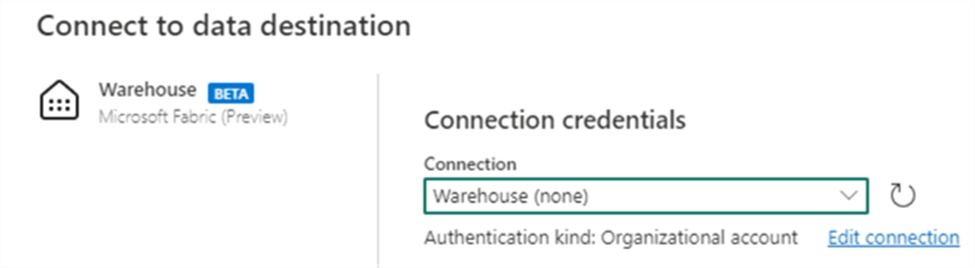 Connect to data destination
Warehouse BETA
Microsoft Fabric (Preview)
Connection credentials
Connection
Warehouse (none)
Authentication kind: Organizational account Edit connection